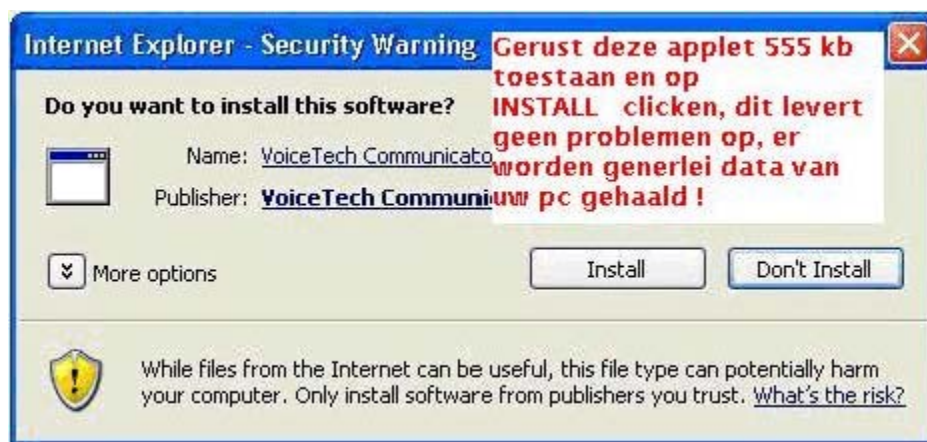 Internet Explorer - Security Warning
Gerust deze applet 555 kb
toestaan en op
INSTALL clicken, dit levert
geen problemen op, er
worden generlei data van
uw pc gehaald !
Do you want to install this software?
Name: VoiceTech Communicato
Publisher: VoiceTech Communi
More options
Install
Don't Install
While files from the Internet can be useful, this file type can potentially harm
your computer. Only install software from publishers you trust. What's the risk?